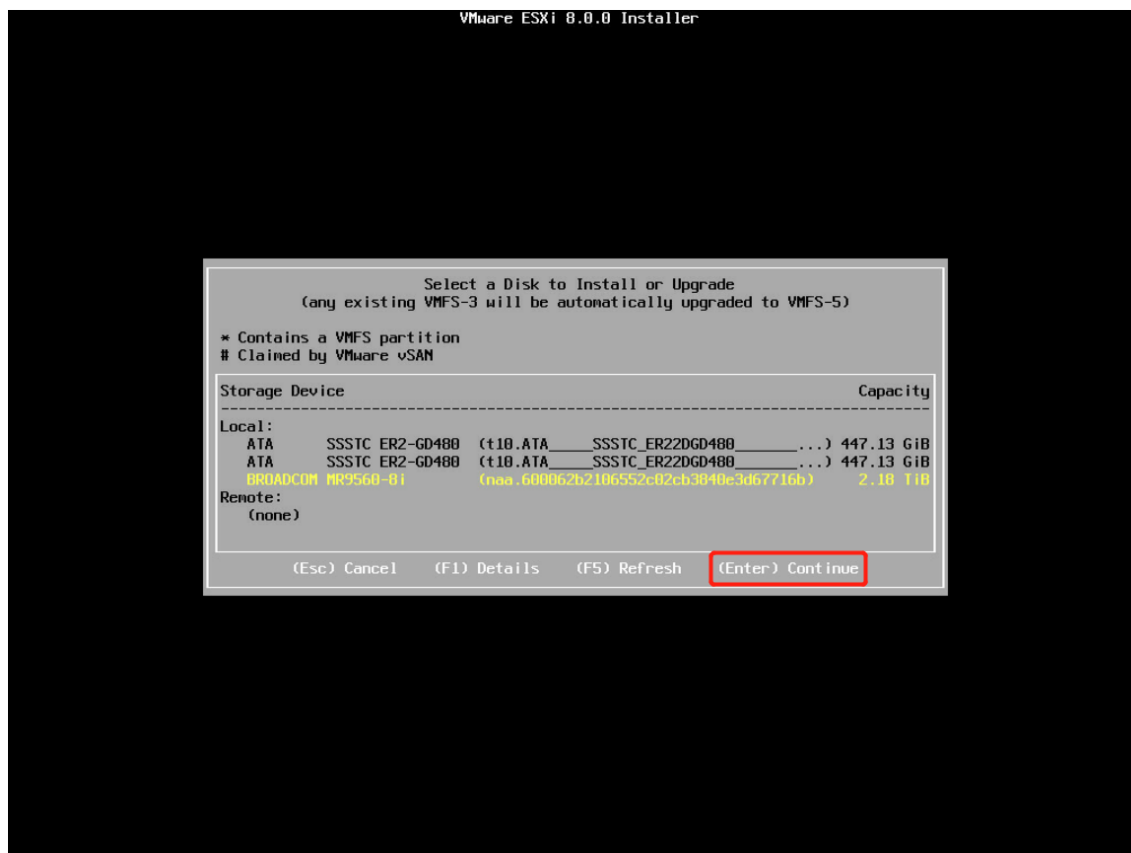 VMware ESXi 8.0.0 Installer
Select a Disk to Install or Upgrade
(any existing VMFS-3 will be automatically upgraded to VMFS-5)
* Contains a VMFS partition
# Claimed by VMware vSAN
Storage Device Capacity
--------------------------------------------------------------------------------
Local:
ATA SSSTC ER2-GD480 (t10.ATA_____SSSTC_ER22DGD480________...) 447.13 GiB
ATA SSSTC ER2-GD480 (t10.ATA_____SSSTC_ER22DGD480________...) 447.13 GiB
BROADCOM MR9560-8i (naa.600062b2106552c02cb3840e3d67716b) 2.18 TiB
Remote:
(none)
(Esc) Cancel (F1) Details (F5) Refresh (Enter) Continue